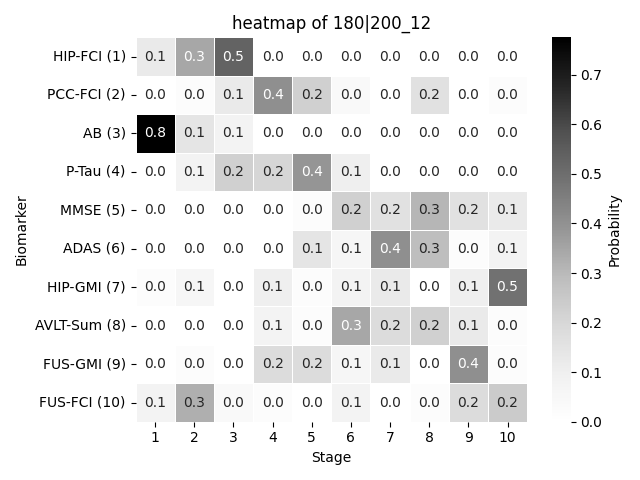 heatmap of 180|200_12
HIP-FCI (1) 0.1 0.3 0.5 0.0 0.0 0.0 0.0 0.0 0.0 0.0
PCC-FCI (2) 0.0 0.0 0.1 0.4 0.2 0.0 0.0 0.2 0.0 0.0
AB (3) 0.8 0.1 0.1 0.0 0.0 0.0 0.0 0.0 0.0 0.0
P-Tau (4) 0.0 0.1 0.2 0.2 0.4 0.1 0.0 0.0 0.0 0.0
MMSE (5) 0.0 0.0 0.0 0.0 0.0 0.2 0.2 0.3 0.2 0.1
ADAS (6) 0.0 0.0 0.0 0.0 0.1 0.1 0.4 0.3 0.0 0.1
HIP-GMI (7) 0.0 0.1 0.0 0.1 0.0 0.1 0.1 0.0 0.1 0.5
AVLT-Sum (8) 0.0 0.0 0.0 0.1 0.0 0.3 0.2 0.2 0.1 0.0
FUS-GMI (9) 0.0 0.0 0.0 0.2 0.2 0.1 0.1 0.0 0.4 0.0
FUS-FCI (10) 0.1 0.3 0.0 0.0 0.0 0.1 0.0 0.0 0.2 0.2
1 2 3 4 5 6 7 8 9 10
Stage
Biomarker
0.7
0.6
0.5
0.4
0.3
0.2
0.1
0.0
Probability